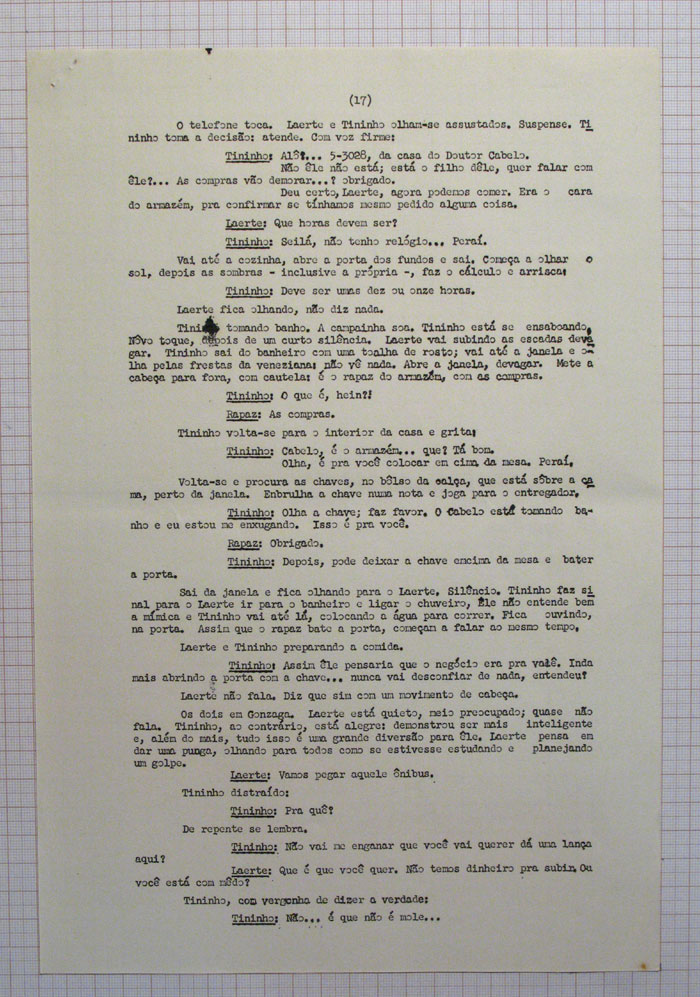 (17)
O telefone toca. Laerte e Tininho olham-se assustados. Suspense. Ti
ninho toma a decisão: atende. Com voz firme:
Tininho: Alô?... 5-3028, da casa do Doutor Cabelo.
Não êle não está; está o filho dêle, quer falar com
êle?... As compras vão demorar...? obrigado.
Deu certo, Laerte, agora podemos comer. Era o cara
do armazém, pra confirmar se tínhamos mesmo pedido alguma coisa.
Laerte: Que horas devem ser?
Tininho: Seilá, não tenho relógio... Peraí.
Vai até a cozinha, abre a porta dos fundos e sai. Começa a olhar o
sol, depois as sombras - inclusive a própria -, faz o cálculo e arrisca:
Tininho: Deve ser umas dez ou onze horas.
Laerte fica olhando, não diz nada.
Tininho tomando banho. A campainha soa. Tininho está se ensaboando.
Nôvo toque, depois de um curto silência. Laerte vai subindo as escadas deva
gar. Tininho sai do banheiro com uma toalha de rosto; vai até a janela e o-
lha pelas frestas da veneziana: não vê nada. Abre a janela, devagar. Mete a
cabeça para fora, com cautela: é o rapaz do armazém, com as compras.
Tininho: O que é, hein?!
Rapaz: As compras.
Tininho volta-se para o interior da casa e grita:
Tininho: Cabelo, é o armazém... que? Tá bom.
Olha, é pra você colocar em cima da mesa. Peraí.
Volta-se e procura as chaves, no bôlso da calça, que está sôbre a ca
ma, perto da janela. Enbrulha a chave numa nota e joga para o entregador.
Tininho: Olha a chave; faz favor. O Cabelo está tomando ba-
nho e eu estou me enxugando. Isso é pra você.
Rapaz: Obrigado.
Tininho: Depois, pode deixar a chave encima da mesa e bater
a porta.
Sai da janela e fica olhando para o Laerte. Silêncio. Tininho faz si
nal para o Laerte ir para o banheiro e ligar o chuveiro, Êle não entende bem
a mímica e Tininho vai até lá, colocando a água para correr. Fica ouvindo,
na porta. Assim que o rapaz bate a porta, começam a falar ao mesmo tempo.
Laerte e Tininho preparando a comida.
Tininho: Assim êle pensaria que o negócio era pra valê. Inda
mais abrindo a porta com a chave... nunca vai desconfiar de nada, entendeu?
Laerte não fala. Diz que sim com um movimento de cabeça.
Os dois em Gonzaga. Laerte está quieto, meio preocupado; quase não
fala. Tininho, ao contrário, está alegre: demonstrou ser mais inteligente
e, além do mais, tudo isso é uma grande diversão para êle. Laerte pensa em
dar uma punga, olhando para todos como se estivesse estudando e planejando
um golpe.
Laerte: Vamos pegar aquele ônibus.
Tininho distraído:
Tininho: Pra quê?
De repente se lembra.
Tininho: Não vai me enganar que você vai querer dá uma lança
aqui?
Laerte: Que é que você quer. Não temos dinheiro pra subir. Ou
você está com mêdo?
Tininho, com vergonha de dizer a verdade:
Tininho: Não... é que não é mole...